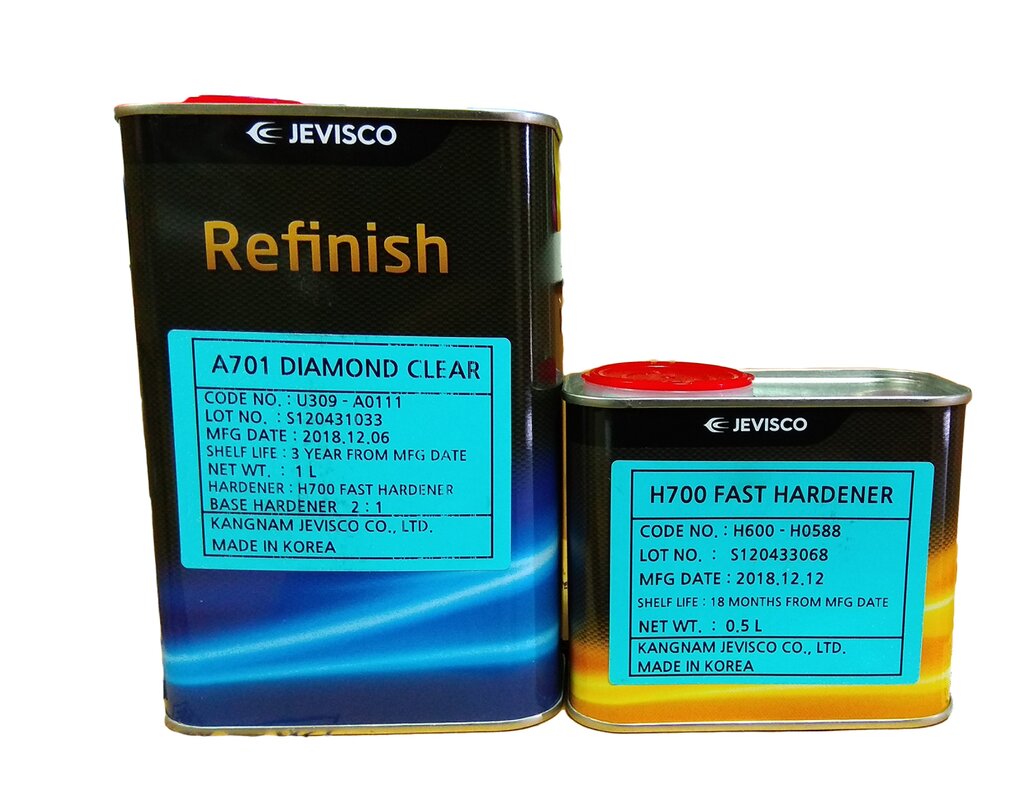 JEVISCO
Refinish
A701 DIAMOND CLEAR
CODE NO. : U309 - A0111
LOT NO. : S120431033
MFG DATE : 2018.12.06
SHELF LIFE : 3 YEAR FROM MFG DATE
NET WT. : 1 L
HARDENER : H700 FAST HARDENER
BASE HARDENER 2 : 1
KANGNAM JEVISCO CO., LTD.
MADE IN KOREA
JEVISCO
H700 FAST HARDENER
CODE NO. : H600 - H0588
LOT NO. : S120433068
MFG DATE : 2018.12.12
SHELF LIFE : 18 MONTHS FROM MFG DATE
NET WT. : 0.5 L
KANGNAM JEVISCO CO., LTD.
MADE IN KOREA